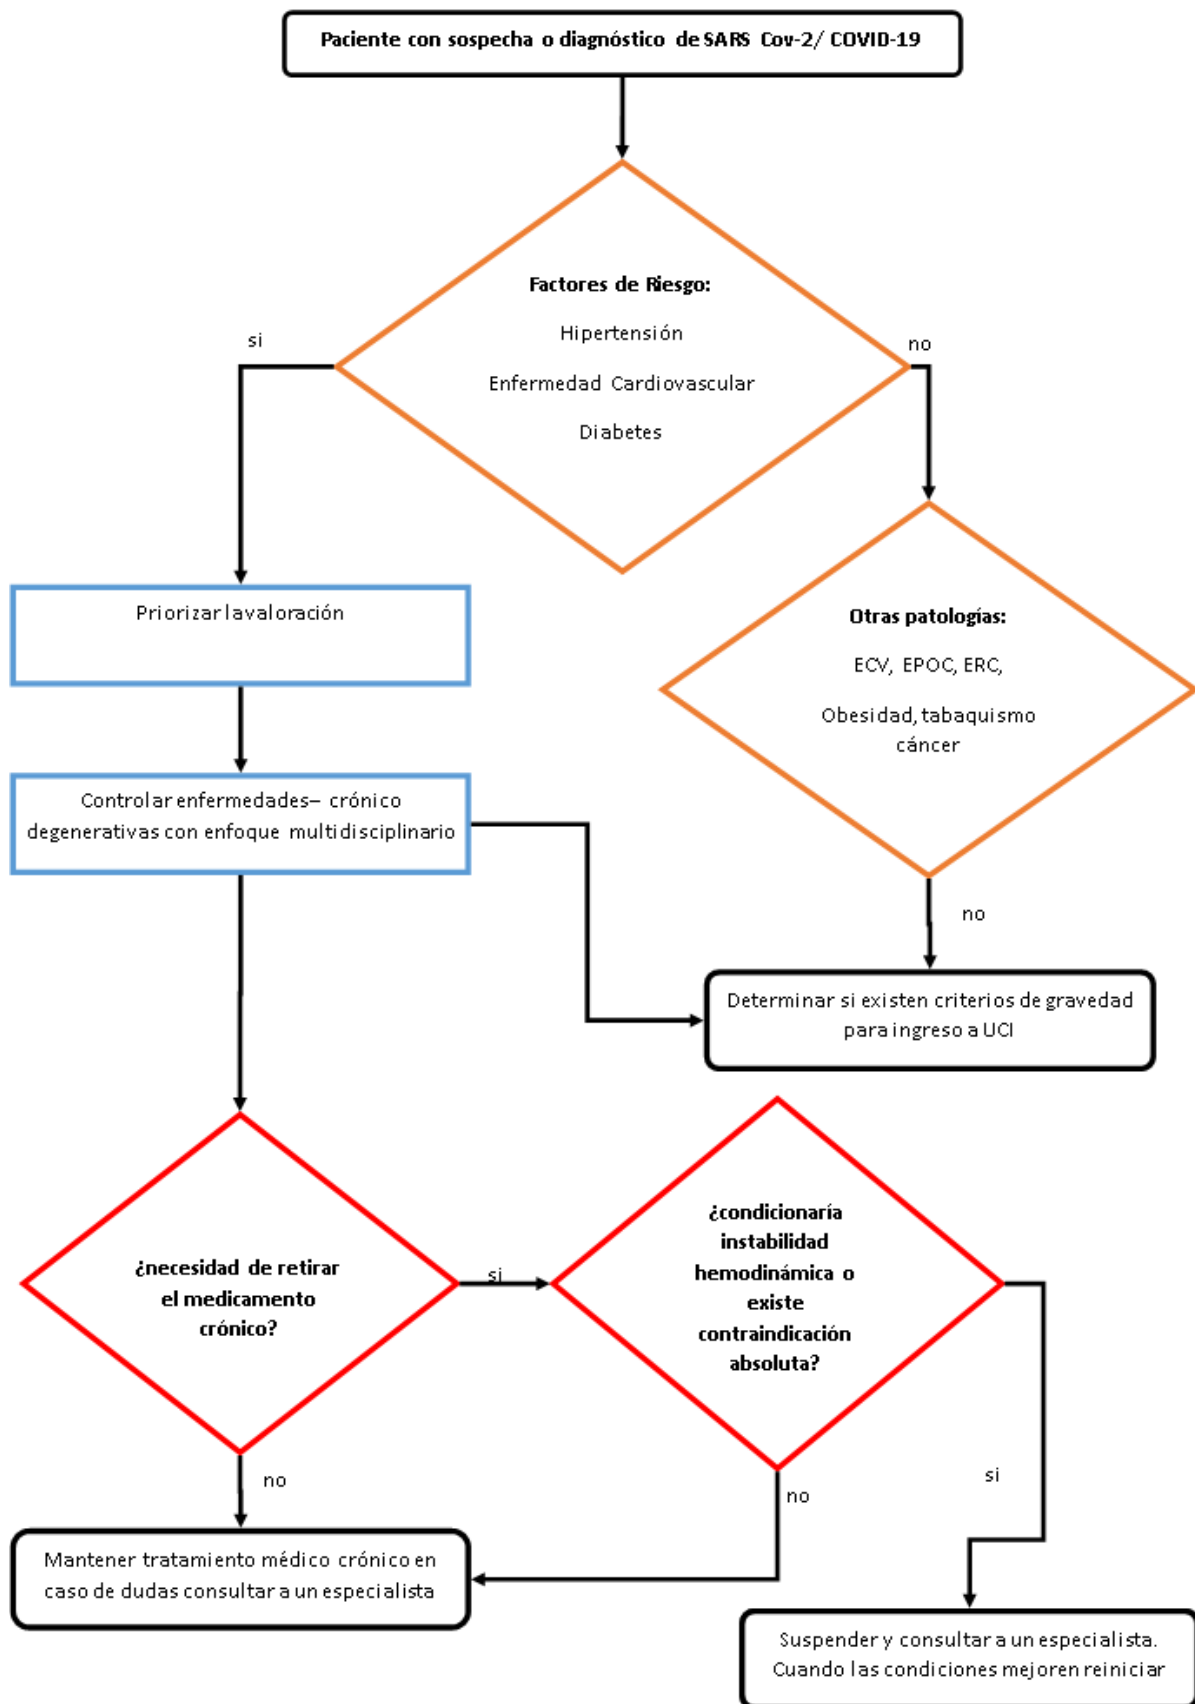 Paciente con sospecha o diagnóstico de SARS Cov-2/ COVID-19
Factores de Riesgo:
Hipertensión
Enfermedad Cardiovascular
Diabetes
si
no
Otras patologías:
ECV, EPOC, ERC,
Obesidad, tabaquismo
cáncer
Priorizar lavaloración
Controlar enfermedades– crónico
degenerativas con enfoque multidisciplinario
no
Determinar si existen criterios de gravedad
para ingreso a UCI
¿necesidad de retirar
el medicamento
crónico?
si
¿condicionaría
instabilidad
hemodinámica o
existe
contraindicación
absoluta?
no
no
si
Mantener tratamiento médico crónico en
caso de dudas consultar a un especialista
Suspender y consultar a un especialista.
Cuando las condiciones mejoren reiniciar